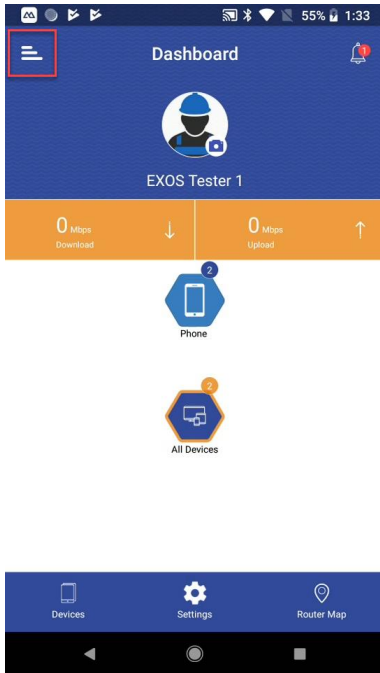 55% 1:33
Dashboard
1
EXOS Tester 1
0 Mbps
Download
0 Mbps
Upload
2
Phone
2
All Devices
Devices
Settings
Router Map